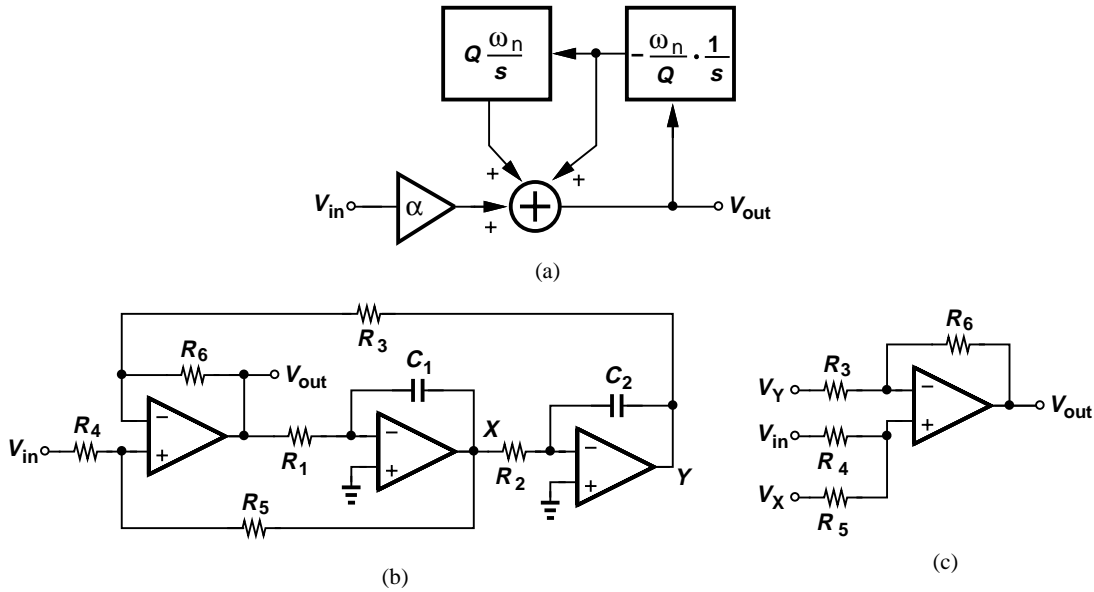 Q ωn/s
− ωn/Q · 1/s
+
+
Vin
α
+
+
Vout
(a)
R3
R6
Vout
C1
C2
R4
Vin
−
+
R1
−
+
X
R2
−
+
Y
R5
(b)
R6
VY
R3
−
Vin
R4
+
Vout
VX
R5
(c)